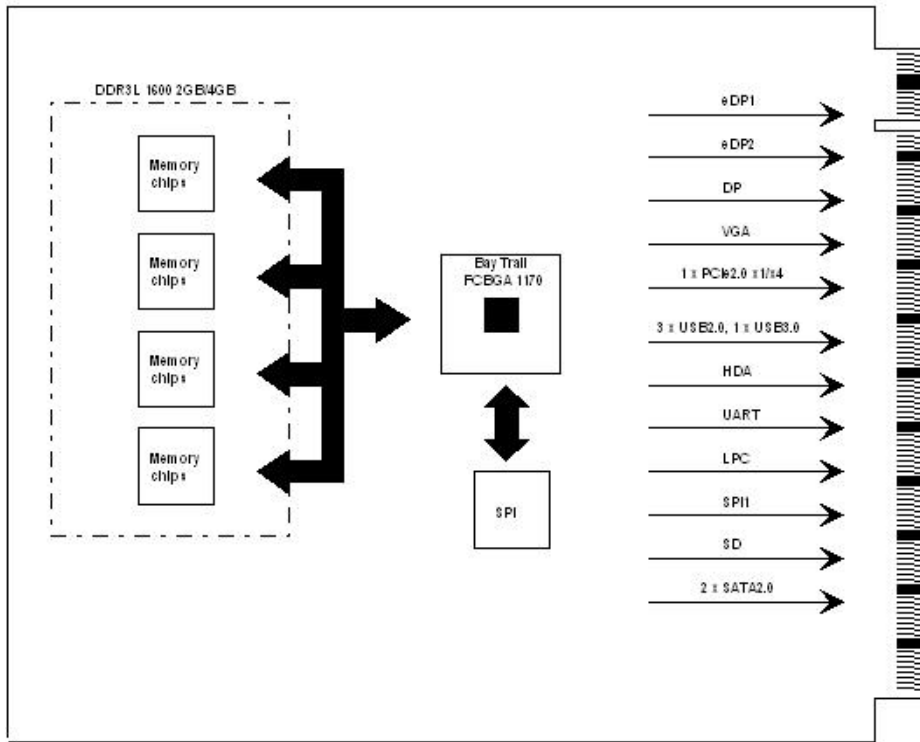 DDR3L 1600 2GB/4GB
Memory
chips
Memory
chips
Memory
chips
Memory
chips
Bay Trail
FCBGA 1170
SPI
eDP1
eDP2
DP
VGA
1 x PCIe2.0 x1/x4
3 x USB2.0, 1 x USB3.0
HDA
UART
LPC
SPI1
SD
2 x SATA2.0